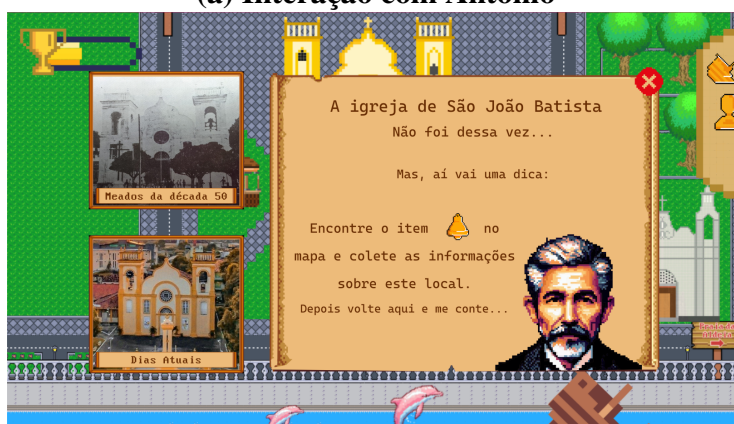 (a) Interação com Antônio
A igreja de São João Batista
Não foi dessa vez...
Mas, aí vai uma dica:
Encontre o item no
mapa e colete as informações
sobre este local.
Depois volte aqui e me conte...
Meados da década 50
Dias Atuais